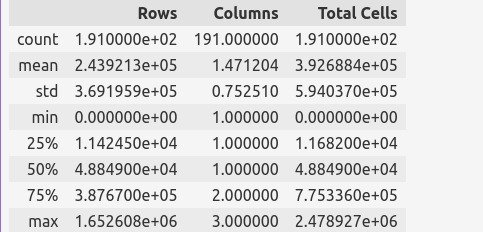 Rows Columns Total Cells
count 1.910000e+02 191.000000 1.910000e+02
mean 2.439213e+05 1.471204 3.926884e+05
std 3.691959e+05 0.752510 5.940370e+05
min 0.000000e+00 1.000000 0.000000e+00
25% 1.142450e+04 1.000000 1.168200e+04
50% 4.884900e+04 1.000000 4.884900e+04
75% 3.876700e+05 2.000000 7.753360e+05
max 1.652608e+06 3.000000 2.478927e+06